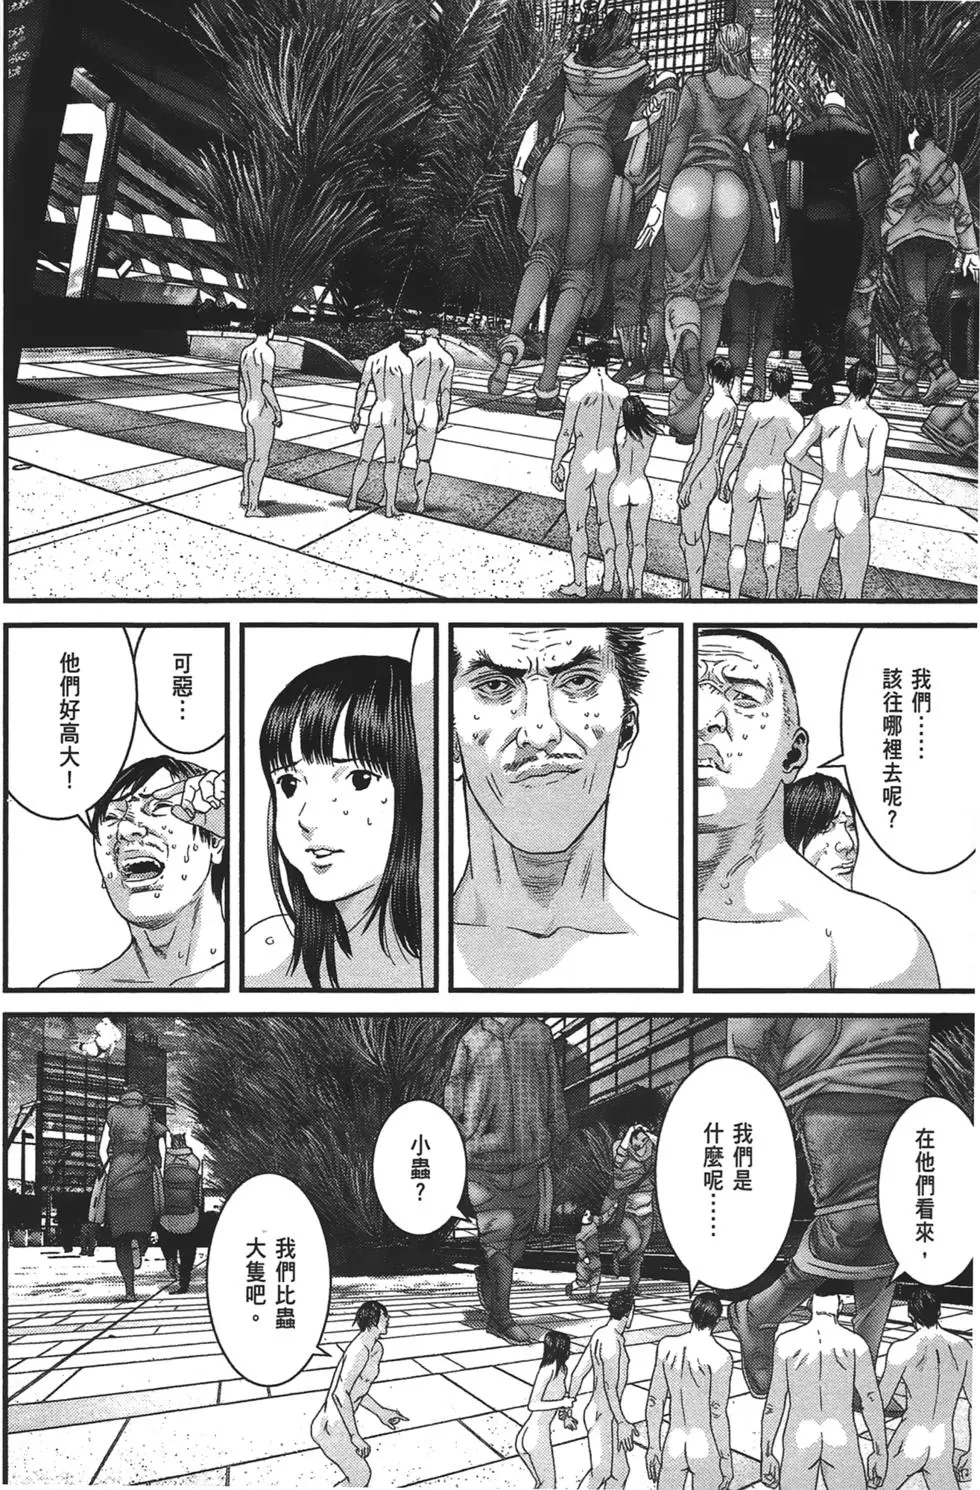 我們……
該往哪裡去呢？
可惡…
他們好高大！
在他們看來，
我們是
什麼呢……
小蟲？
我們比蟲
大隻吧。